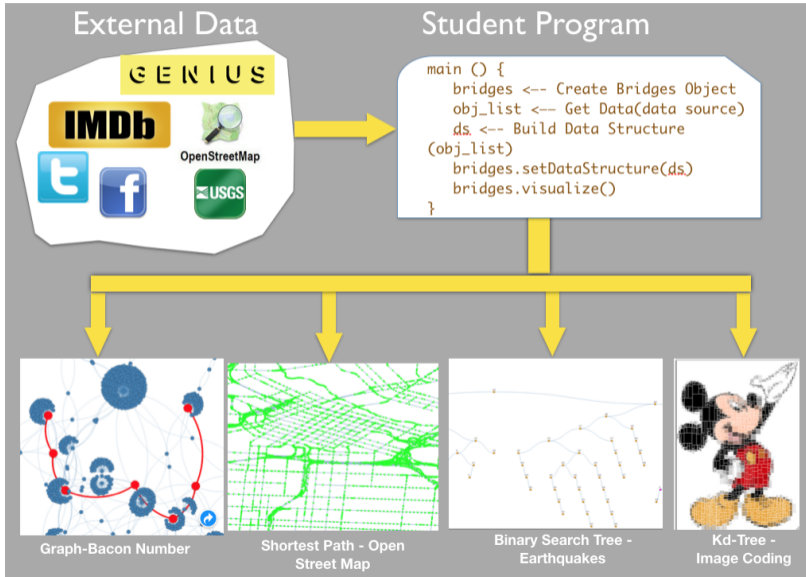 External Data
Student Program
GENIUS
IMDb
OpenStreetMap
t
f
USGS
main () {
bridges <-- Create Bridges Object
obj_list <-- Get Data(data source)
ds <-- Build Data Structure
(obj_list)
bridges.setDataStructure(ds)
bridges.visualize()
}
Graph-Bacon Number
Shortest Path - Open
Street Map
Binary Search Tree -
Earthquakes
Kd-Tree -
Image Coding